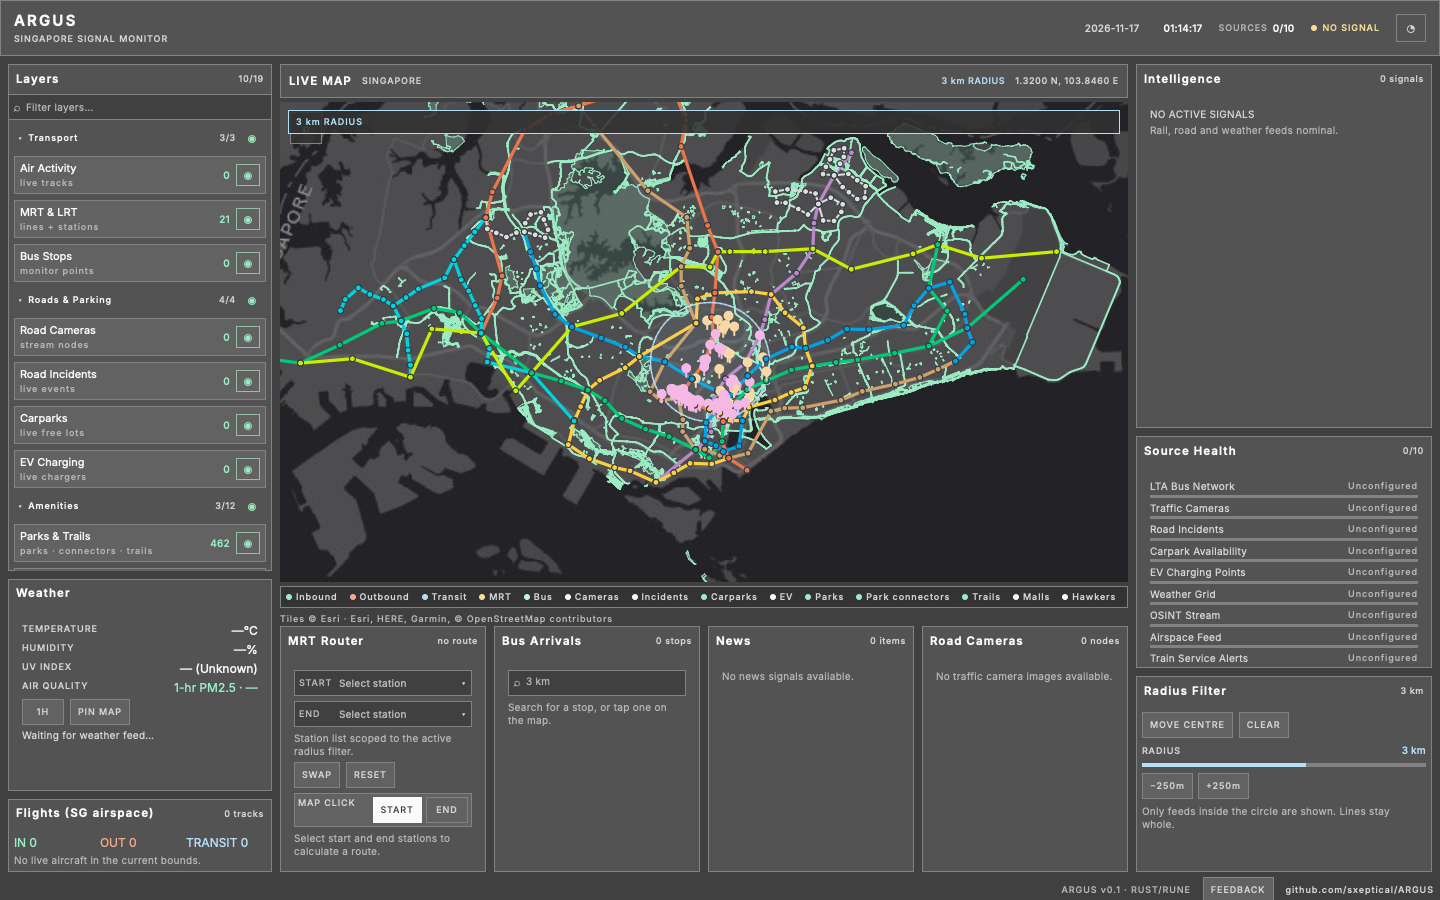 ARGUS
SINGAPORE SIGNAL MONITOR
2026-11-17 01:14:17 SOURCES 0/10 NO SIGNAL
Layers 10/19
Filter layers...
Transport 3/3
Air Activity 0
live tracks
MRT & LRT 21
lines + stations
Bus Stops 0
monitor points
Roads & Parking 4/4
Road Cameras 0
stream nodes
Road Incidents 0
live events
Carparks 0
live free lots
EV Charging 0
live chargers
Amenities 3/12
Parks & Trails 462
parks · connectors · trails
Weather
TEMPERATURE —°C
HUMIDITY —%
UV INDEX — (Unknown)
AIR QUALITY 1-hr PM2.5 · —
1H PIN MAP
Waiting for weather feed...
Flights (SG airspace) 0 tracks
IN 0 OUT 0 TRANSIT 0
No live aircraft in the current bounds.
LIVE MAP SINGAPORE 3 km RADIUS 1.3200 N, 103.8460 E
3 km RADIUS
APORE
Inbound Outbound Transit MRT Bus Cameras Incidents Carparks EV Parks Park connectors Trails Malls Hawkers
Tiles © Esri · Esri, HERE, Garmin, © OpenStreetMap contributors
MRT Router no route
START Select station
END Select station
Station list scoped to the active
radius filter.
SWAP RESET
MAP CLICK START END
Select start and end stations to
calculate a route.
Bus Arrivals 0 stops
3 km
Search for a stop, or tap one on
the map.
News 0 items
No news signals available.
Road Cameras 0 nodes
No traffic camera images available.
Intelligence 0 signals
NO ACTIVE SIGNALS
Rail, road and weather feeds nominal.
Source Health 0/10
LTA Bus Network Unconfigured
Traffic Cameras Unconfigured
Road Incidents Unconfigured
Carpark Availability Unconfigured
EV Charging Points Unconfigured
Weather Grid Unconfigured
OSINT Stream Unconfigured
Airspace Feed Unconfigured
Train Service Alerts Unconfigured
Radius Filter 3 km
MOVE CENTRE CLEAR
RADIUS 3 km
−250m +250m
Only feeds inside the circle are shown. Lines stay
whole.
ARGUS v0.1 · RUST/RUNE FEEDBACK github.com/sxeptical/ARGUS